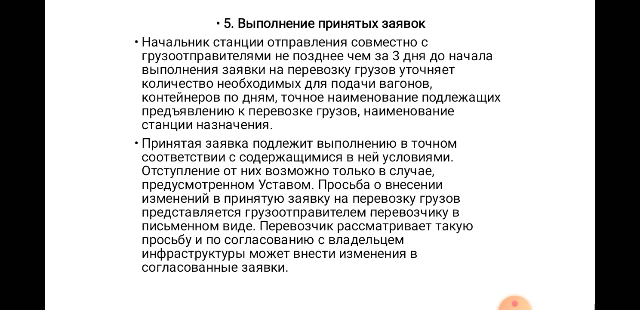 • 5. Выполнение принятых заявок
• Начальник станции отправления совместно с
грузоотправителями не позднее чем за 3 дня до начала
выполнения заявки на перевозку грузов уточняет
количество необходимых для подачи вагонов,
контейнеров по дням, точное наименование подлежащих
предъявлению к перевозке грузов, наименование
станции назначения.
• Принятая заявка подлежит выполнению в точном
соответствии с содержащимися в ней условиями.
Отступление от них возможно только в случае,
предусмотренном Уставом. Просьба о внесении
изменений в принятую заявку на перевозку грузов
представляется грузоотправителем перевозчику в
письменном виде. Перевозчик рассматривает такую
просьбу и по согласованию с владельцем
инфраструктуры может внести изменения в
согласованные заявки.